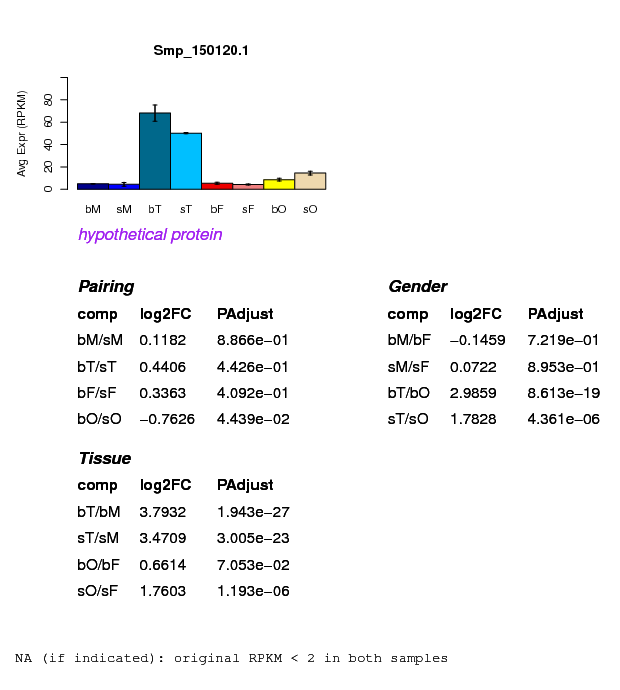 Smp_150120.1
Avg Expr (RPKM)
0 20 40 60 80
bM sM bT sT bF sF bO sO
hypothetical protein
Pairing
comp log2FC PAdjust
bM/sM 0.1182 8.866e−01
bT/sT 0.4406 4.426e−01
bF/sF 0.3363 4.092e−01
bO/sO −0.7626 4.439e−02
Gender
comp log2FC PAdjust
bM/bF −0.1459 7.219e−01
sM/sF 0.0722 8.953e−01
bT/bO 2.9859 8.613e−19
sT/sO 1.7828 4.361e−06
Tissue
comp log2FC PAdjust
bT/bM 3.7932 1.943e−27
sT/sM 3.4709 3.005e−23
bO/bF 0.6614 7.053e−02
sO/sF 1.7603 1.193e−06
NA (if indicated): original RPKM < 2 in both samples